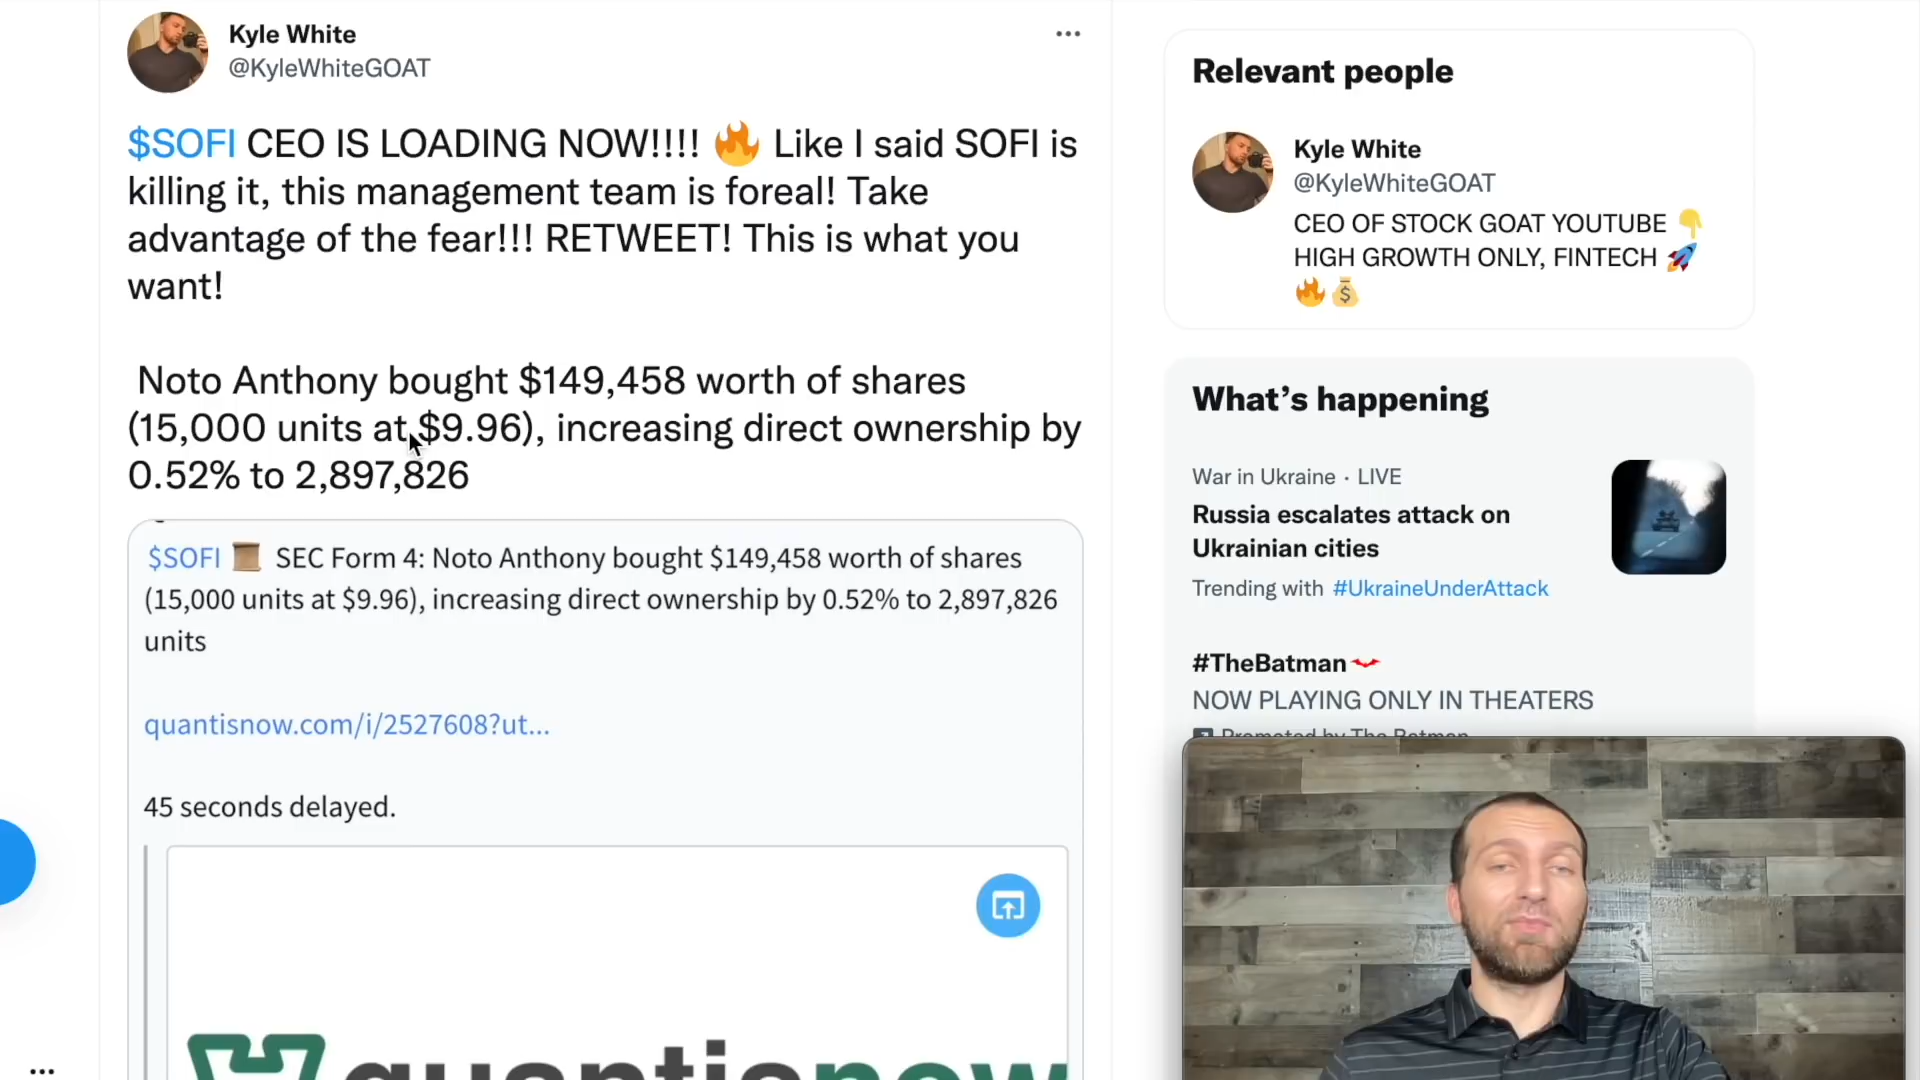 Kyle White
@KyleWhiteGOAT
$SOFI CEO IS LOADING NOW!!!! 🔥 Like I said SOFI is
killing it, this management team is foreal! Take
advantage of the fear!!! RETWEET! This is what you
want!
Noto Anthony bought $149,458 worth of shares
(15,000 units at $9.96), increasing direct ownership by
0.52% to 2,897,826
$SOFI 📜 SEC Form 4: Noto Anthony bought $149,458 worth of shares
(15,000 units at $9.96), increasing direct ownership by 0.52% to 2,897,826
units
quantisnow.com/i/2527608?ut...
45 seconds delayed.
quantisnow
Relevant people
Kyle White
@KyleWhiteGOAT
CEO OF STOCK GOAT YOUTUBE 👇
HIGH GROWTH ONLY, FINTECH 🚀
🔥💰
What's happening
War in Ukraine · LIVE
Russia escalates attack on
Ukrainian cities
Trending with #UkraineUnderAttack
#TheBatman
NOW PLAYING ONLY IN THEATERS
Promoted by The Batman